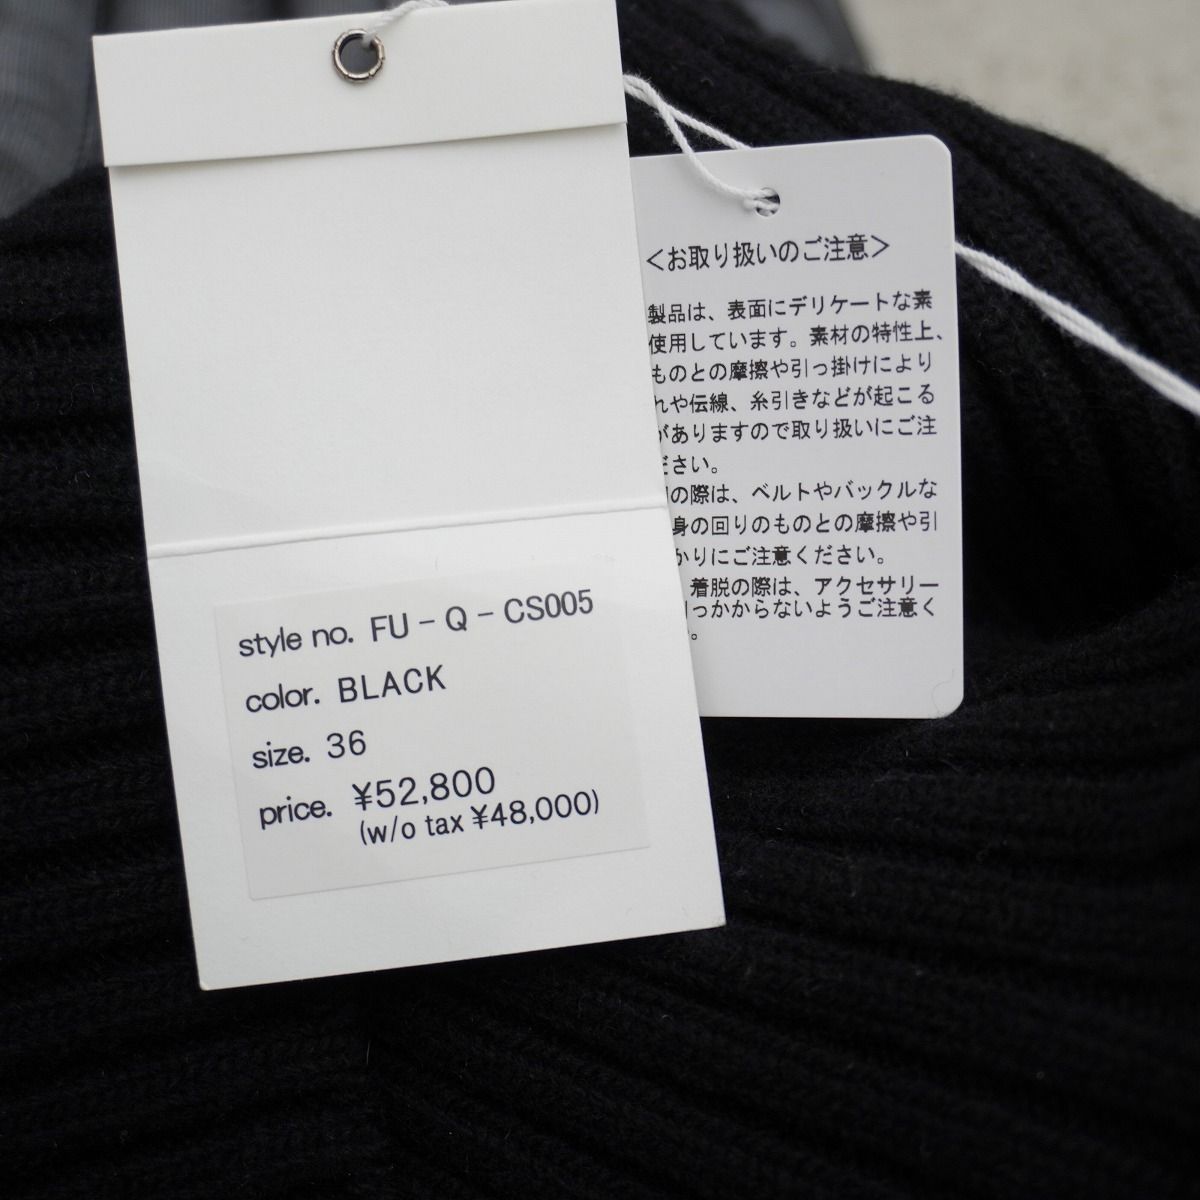 style no. FU-Q-CS005
color. BLACK
size. 36
price. ¥52,800
(w/o tax ¥48,000)
<お取り扱いのご注意>
製品は、表面にデリケートな素
使用しています。素材の特性上、
ものとの摩擦や引っ掛けにより
れや伝線、糸引きなどが起こる
がありますので取り扱いにご注
ださい。
の際は、ベルトやバックルな
身の回りのものとの摩擦や引
かりにご注意ください。
着脱の際は、アクセサリー
引っかからないようご注意く
。